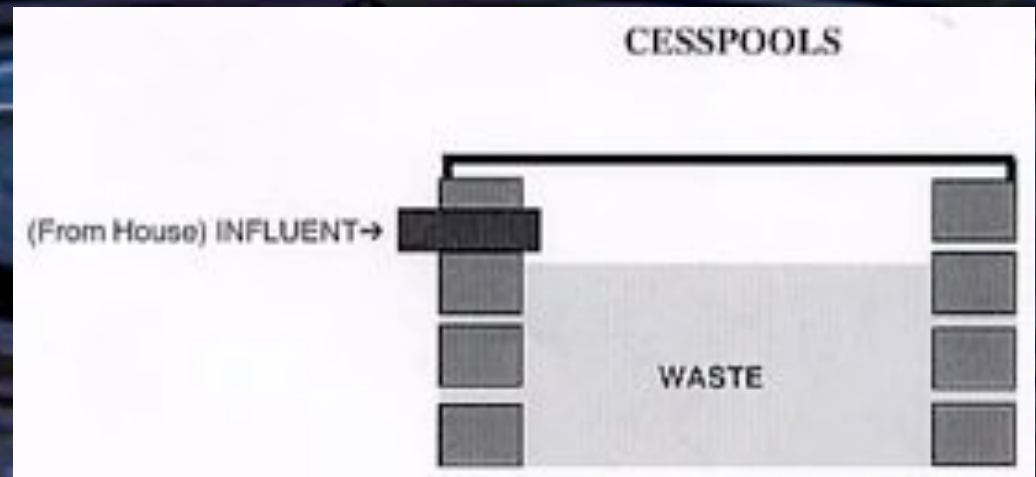 CESSPOOLS
(From House) INFLUENT→
WASTE